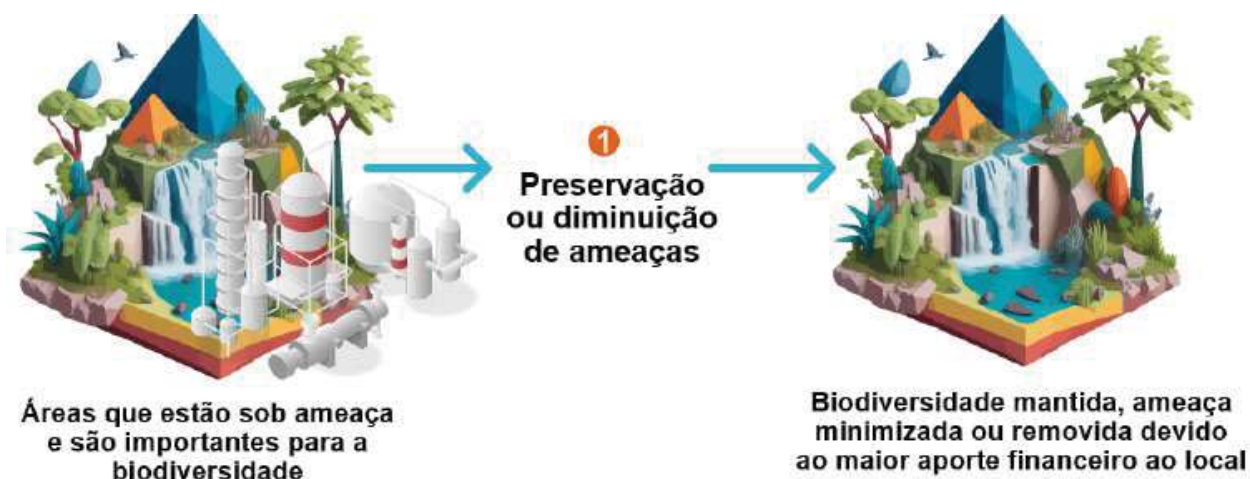 1
Preservação
ou diminuição
de ameaças
Áreas que estão sob ameaça
e são importantes para a
biodiversidade
Biodiversidade mantida, ameaça
minimizada ou removida devido
ao maior aporte financeiro ao local